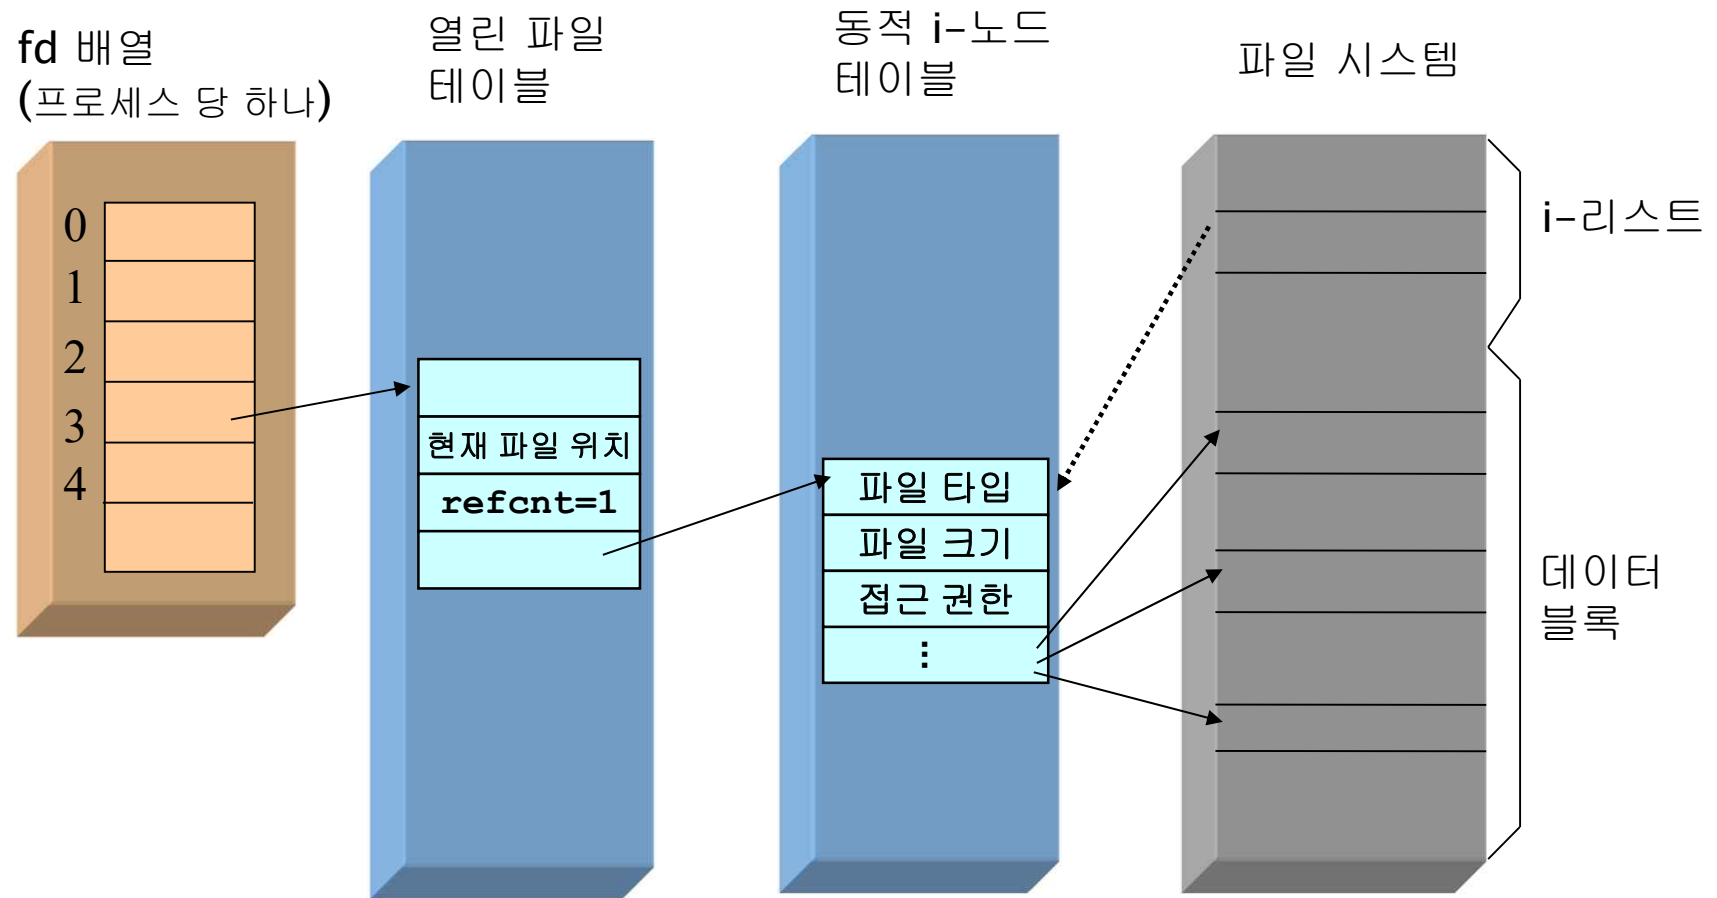 fd 배열
(프로세스 당 하나)
열린 파일
테이블
동적 i-노드
테이블
파일 시스템
0
1
2
3
4
현재 파일 위치
refcnt=1
파일 타입
파일 크기
접근 권한
⋮
i-리스트
데이터
블록